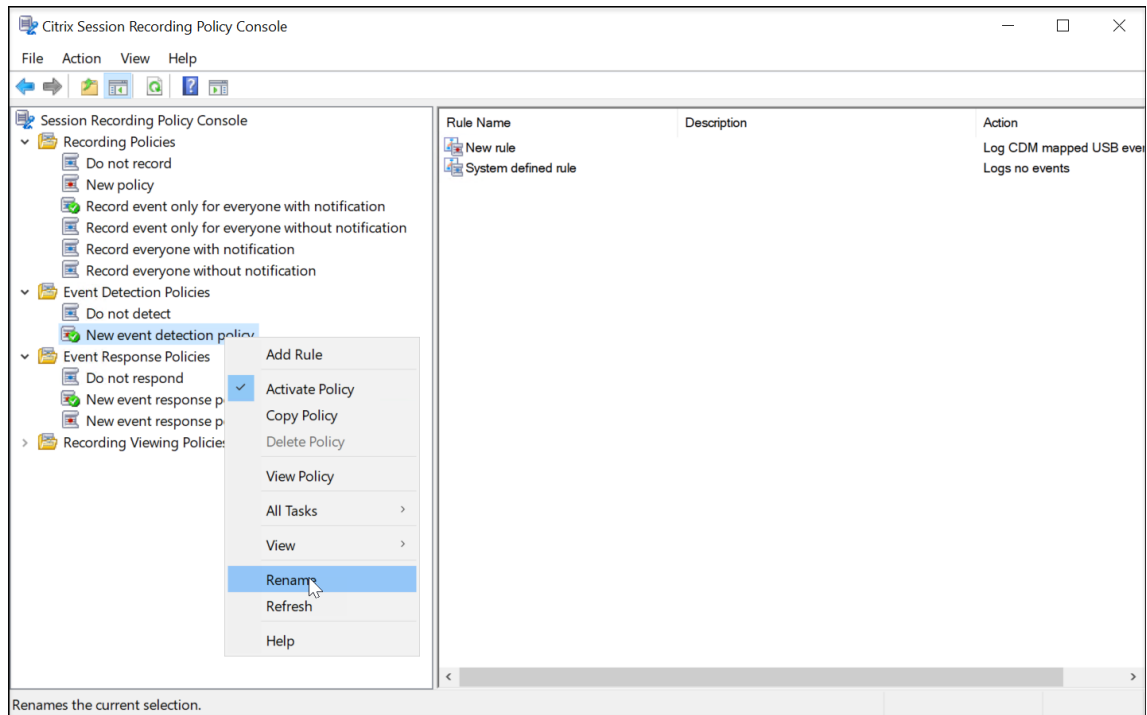 Citrix Session Recording Policy Console
File Action View Help
Session Recording Policy Console
Recording Policies
Do not record
New policy
Record event only for everyone with notification
Record event only for everyone without notification
Record everyone with notification
Record everyone without notification
Event Detection Policies
Do not detect
New event detection policy
Event Response Policies
Do not respond
New event response p
New event response p
Recording Viewing Policies
Add Rule
Activate Policy
Copy Policy
Delete Policy
View Policy
All Tasks
View
Rename
Refresh
Help
Rule Name Description Action
New rule Log CDM mapped USB eve
System defined rule Logs no events
Renames the current selection.